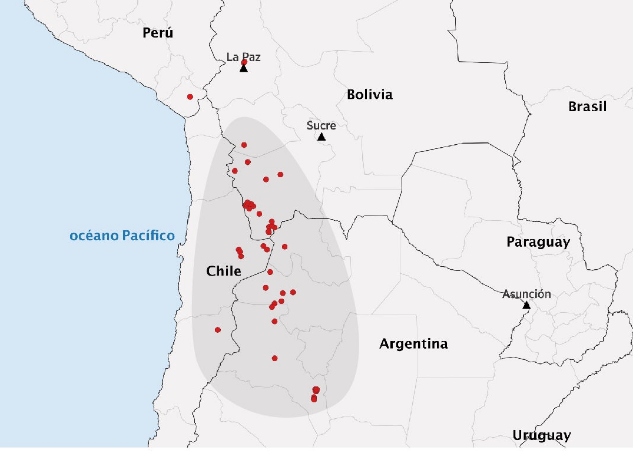 Perú
La Paz
Bolivia
Brasil
Sucre
océano Pacífico
Paraguay
Chile
Asunción
Argentina
Uruguay